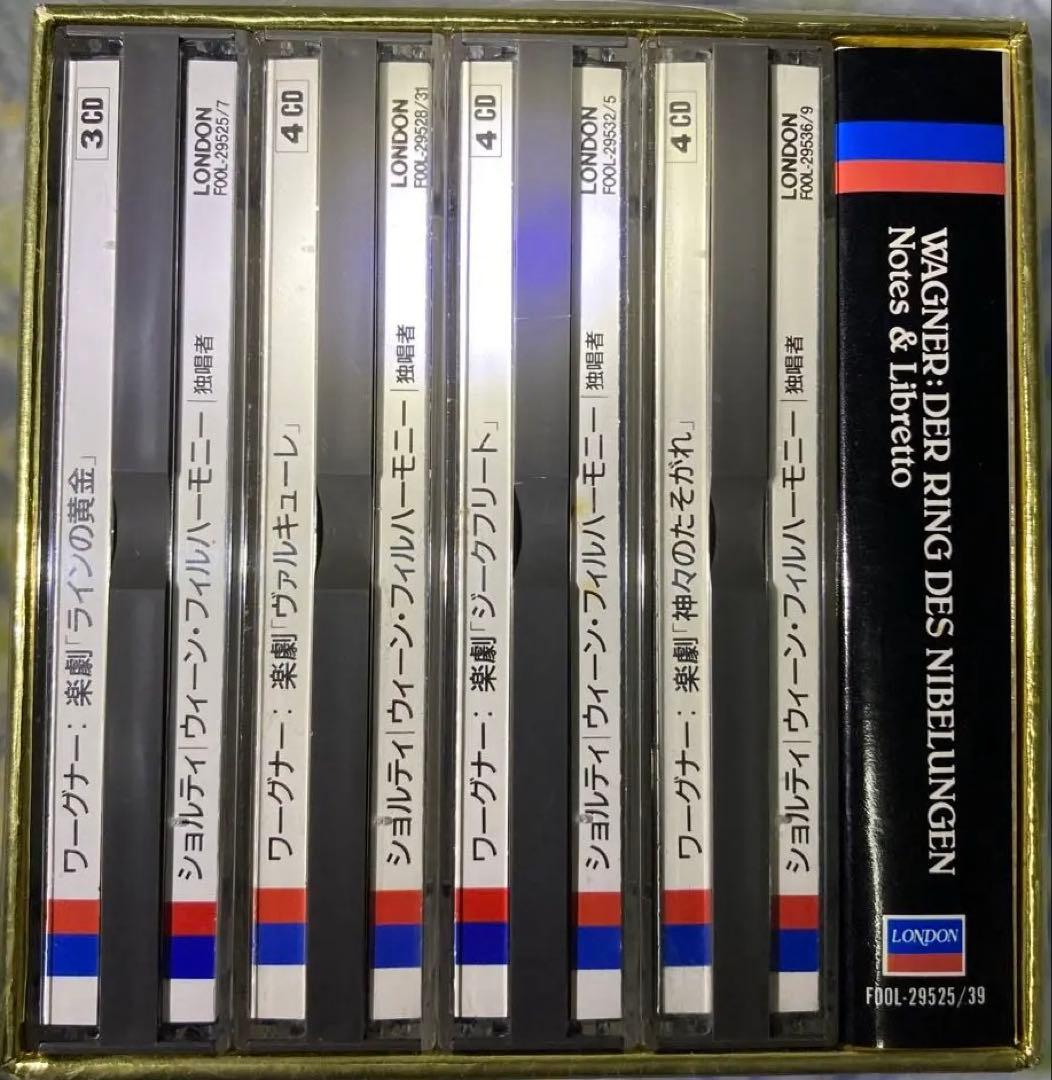 ワーグナー: 楽劇「ラインの黄金」
3 CD
ショルティ|ウィーン・フィルハーモニー|独唱者
LONDON
F00L-29525/7
ワーグナー: 楽劇「ヴァルキューレ」
4 CD
ショルティ|ウィーン・フィルハーモニー|独唱者
LONDON
F00L-29528/31
ワーグナー: 楽劇「ジークフリート」
4 CD
ショルティ|ウィーン・フィルハーモニー|独唱者
LONDON
F00L-29532/5
ワーグナー: 楽劇「神々のたそがれ」
4 CD
ショルティ|ウィーン・フィルハーモニー|独唱者
LONDON
F00L-29536/9
WAGNER: DER RING DES NIBELUNGEN
Notes & Libretto
LONDON
F00L-29525/39